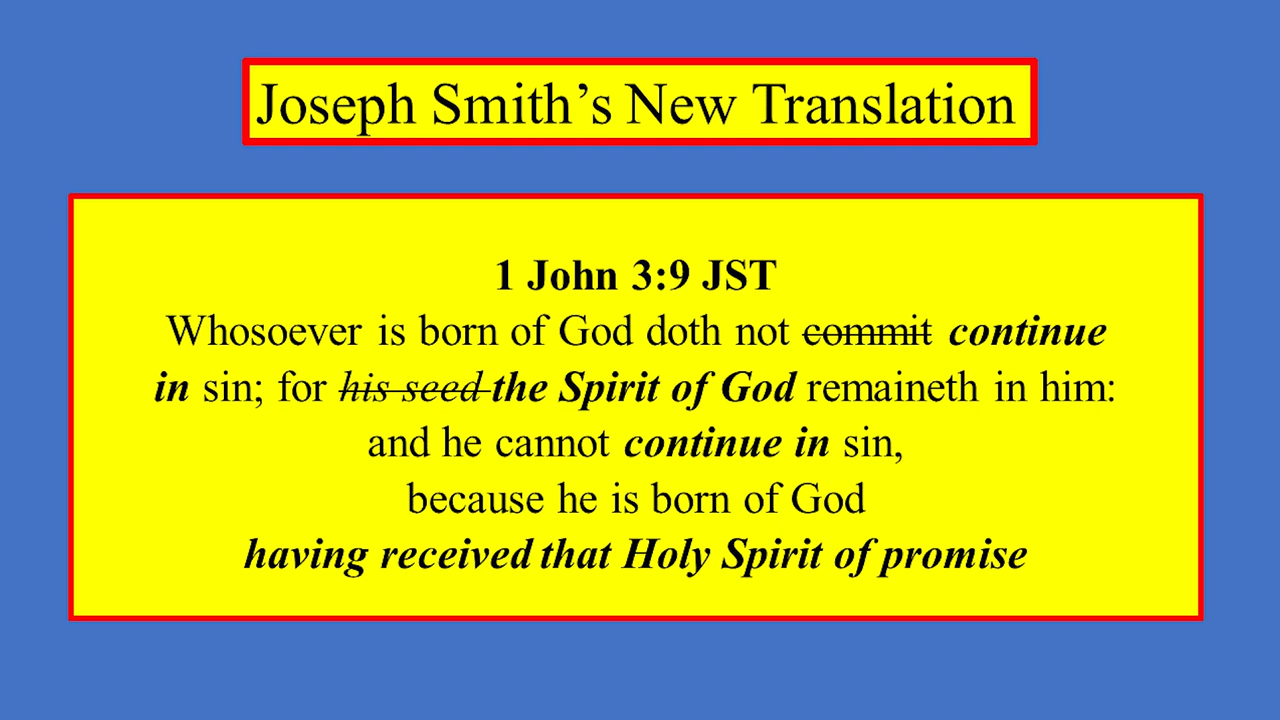 Joseph Smith’s New Translation
1 John 3:9 JST
Whosoever is born of God doth not commit continue
in sin; for his seed the Spirit of God remaineth in him:
and he cannot continue in sin,
because he is born of God
having received that Holy Spirit of promise